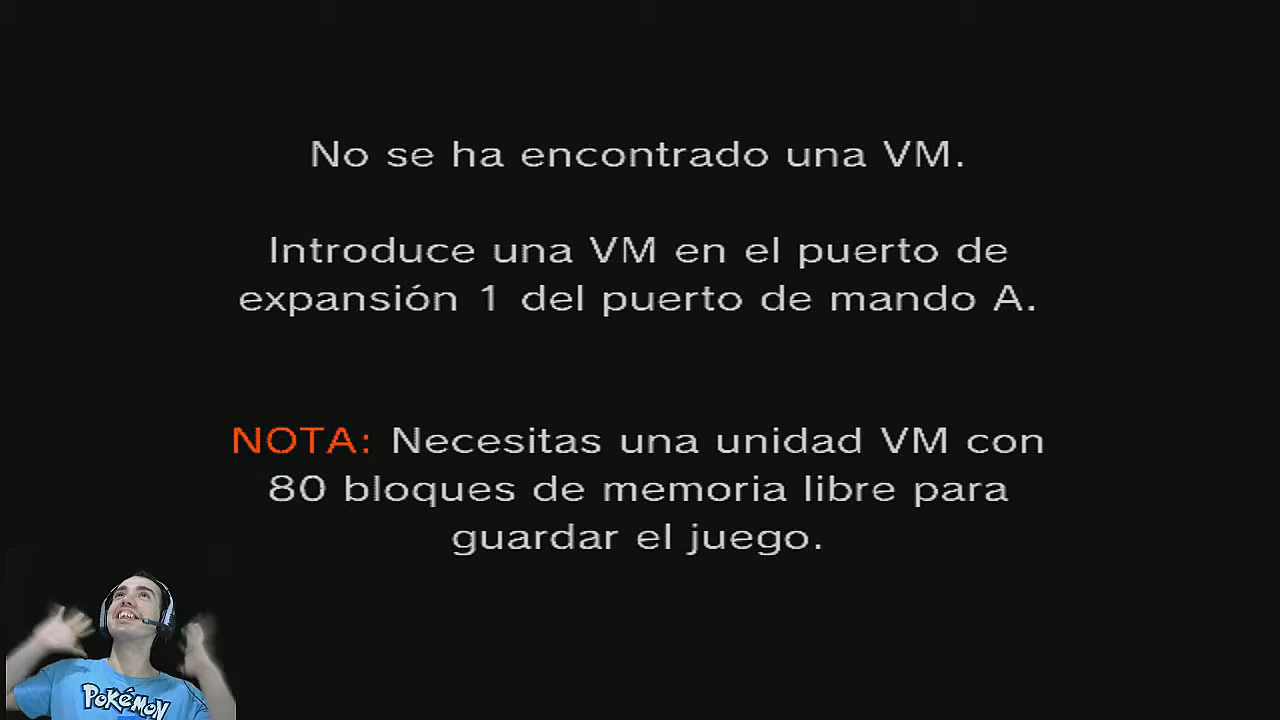 No se ha encontrado una VM.
Introduce una VM en el puerto de
expansión 1 del puerto de mando A.
NOTA: Necesitas una unidad VM con
80 bloques de memoria libre para
guardar el juego.
POKéMON